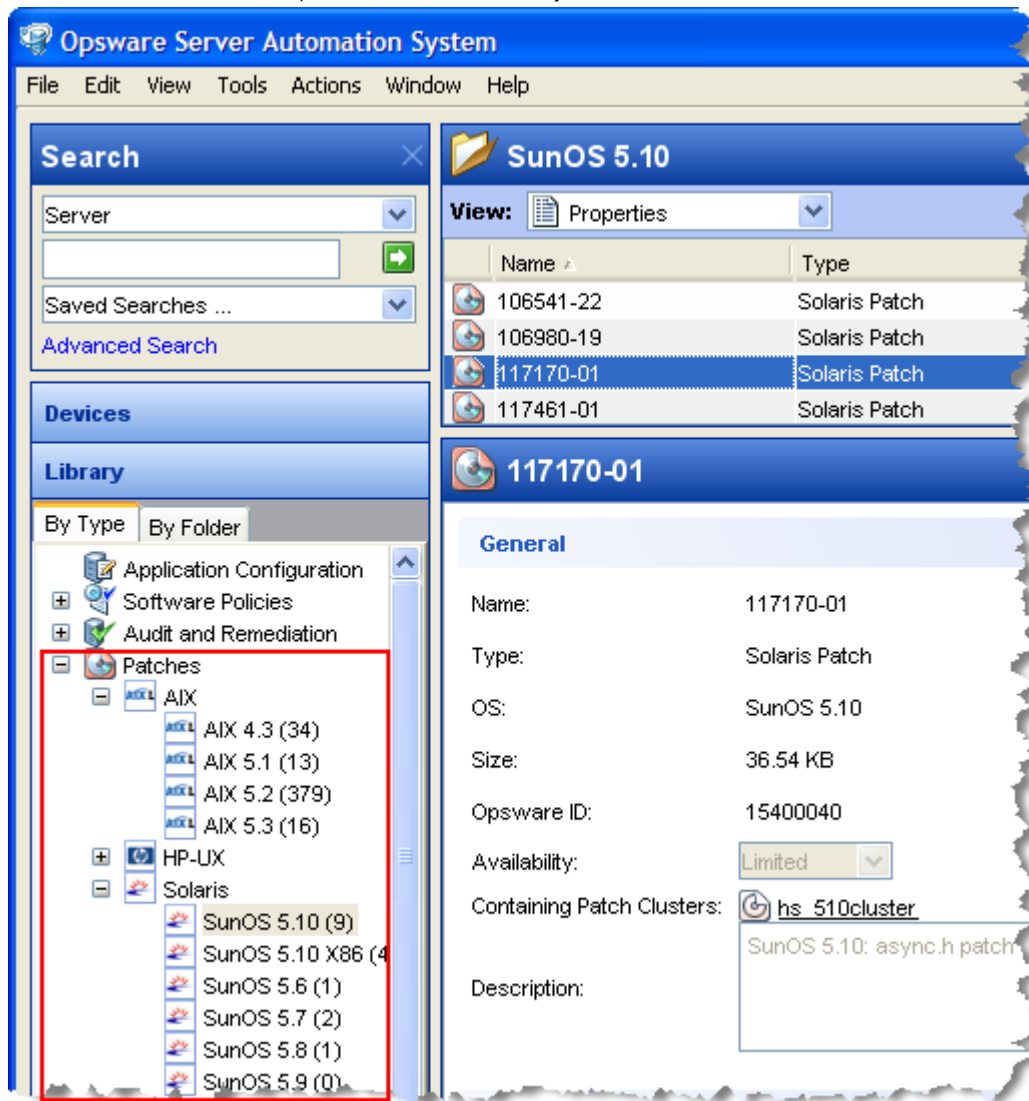 Opsware Server Automation System
File Edit View Tools Actions Window Help
Search
Server
Saved Searches ...
Advanced Search
Devices
Library
By Type By Folder
Application Configuration
Software Policies
Audit and Remediation
Patches
AIX
AIX 4.3 (34)
AIX 5.1 (13)
AIX 5.2 (379)
AIX 5.3 (16)
HP-UX
Solaris
SunOS 5.10 (9)
SunOS 5.10 X86 (4
SunOS 5.6 (1)
SunOS 5.7 (2)
SunOS 5.8 (1)
SunOS 5.9 (0)
SunOS 5.10
View: Properties
Name Type
106541-22 Solaris Patch
106980-19 Solaris Patch
117170-01 Solaris Patch
117461-01 Solaris Patch
117170-01
General
Name: 117170-01
Type: Solaris Patch
OS: SunOS 5.10
Size: 36.54 KB
Opsware ID: 15400040
Availability: Limited
Containing Patch Clusters: hs_510cluster
Description: SunOS 5.10: async.h patch